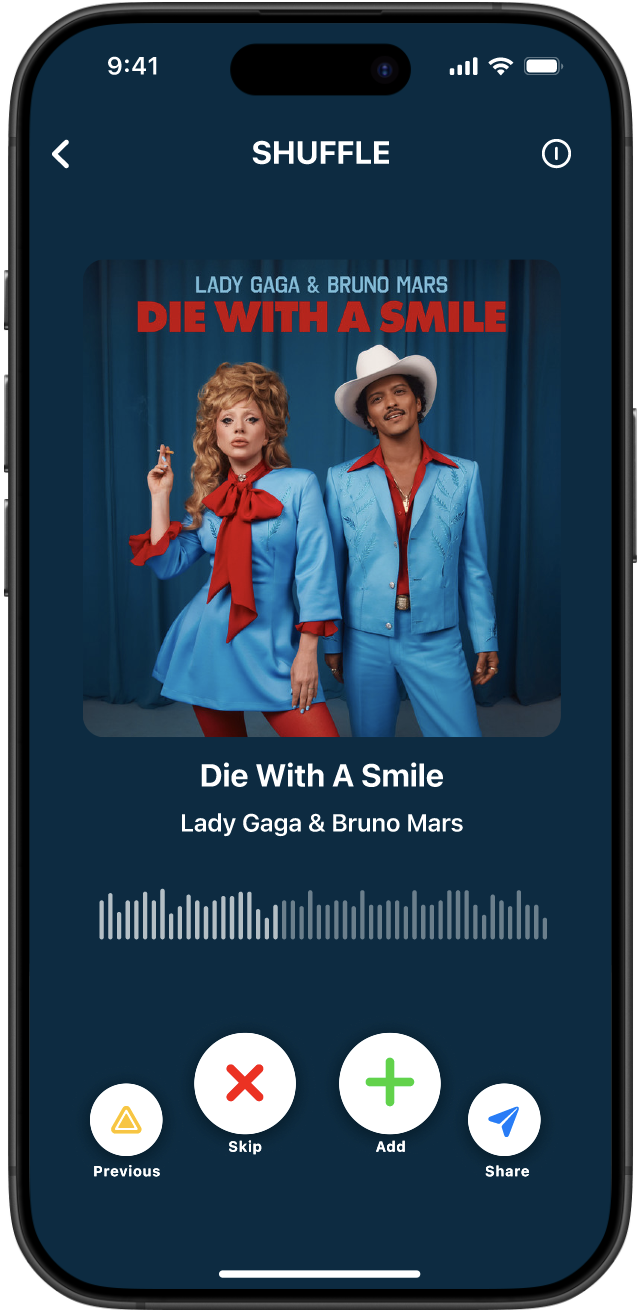 9:41
SHUFFLE
LADY GAGA & BRUNO MARS
DIE WITH A SMILE
Die With A Smile
Lady Gaga & Bruno Mars
Skip
Add
Previous
Share